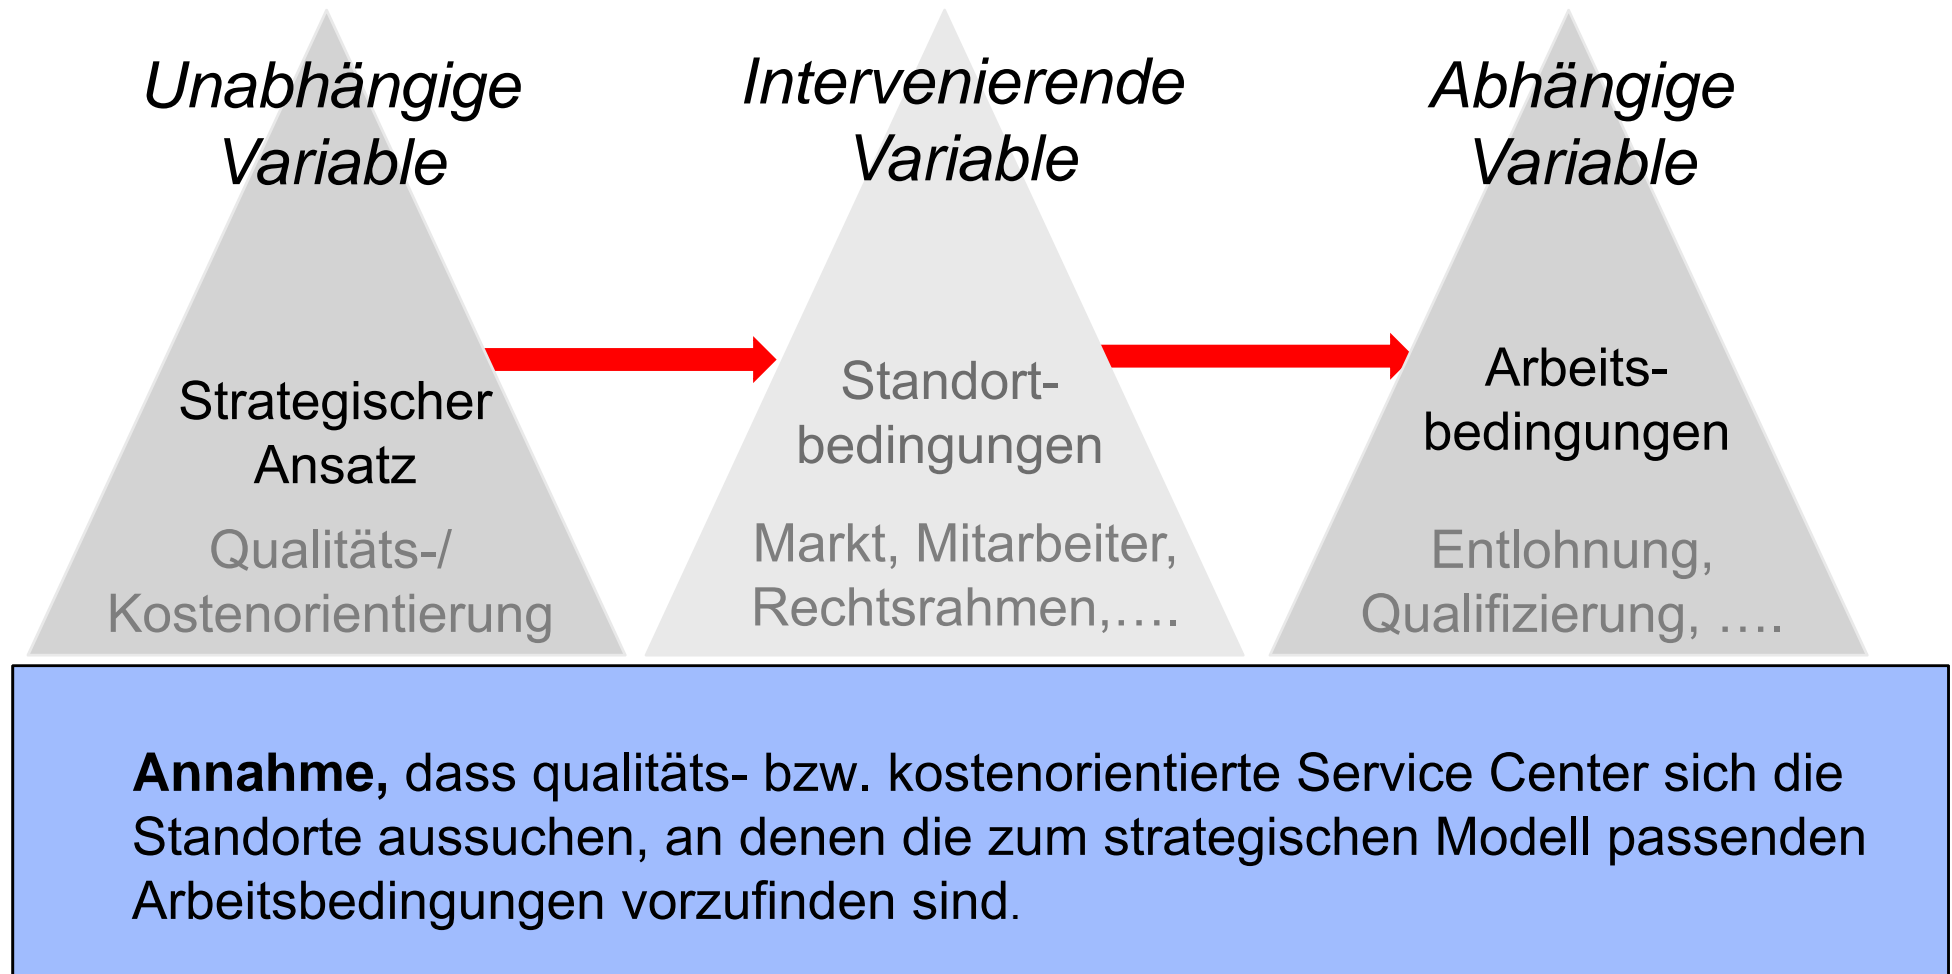 Unabhängige
Variable
Strategischer
Ansatz
Qualitäts-/
Kostenorientierung
Intervenierende
Variable
Standort-
bedingungen
Markt, Mitarbeiter,
Rechtsrahmen,….
Abhängige
Variable
Arbeits-
bedingungen
Entlohnung,
Qualifizierung, ….
Annahme, dass qualitäts- bzw. kostenorientierte Service Center sich die
Standorte aussuchen, an denen die zum strategischen Modell passenden
Arbeitsbedingungen vorzufinden sind.